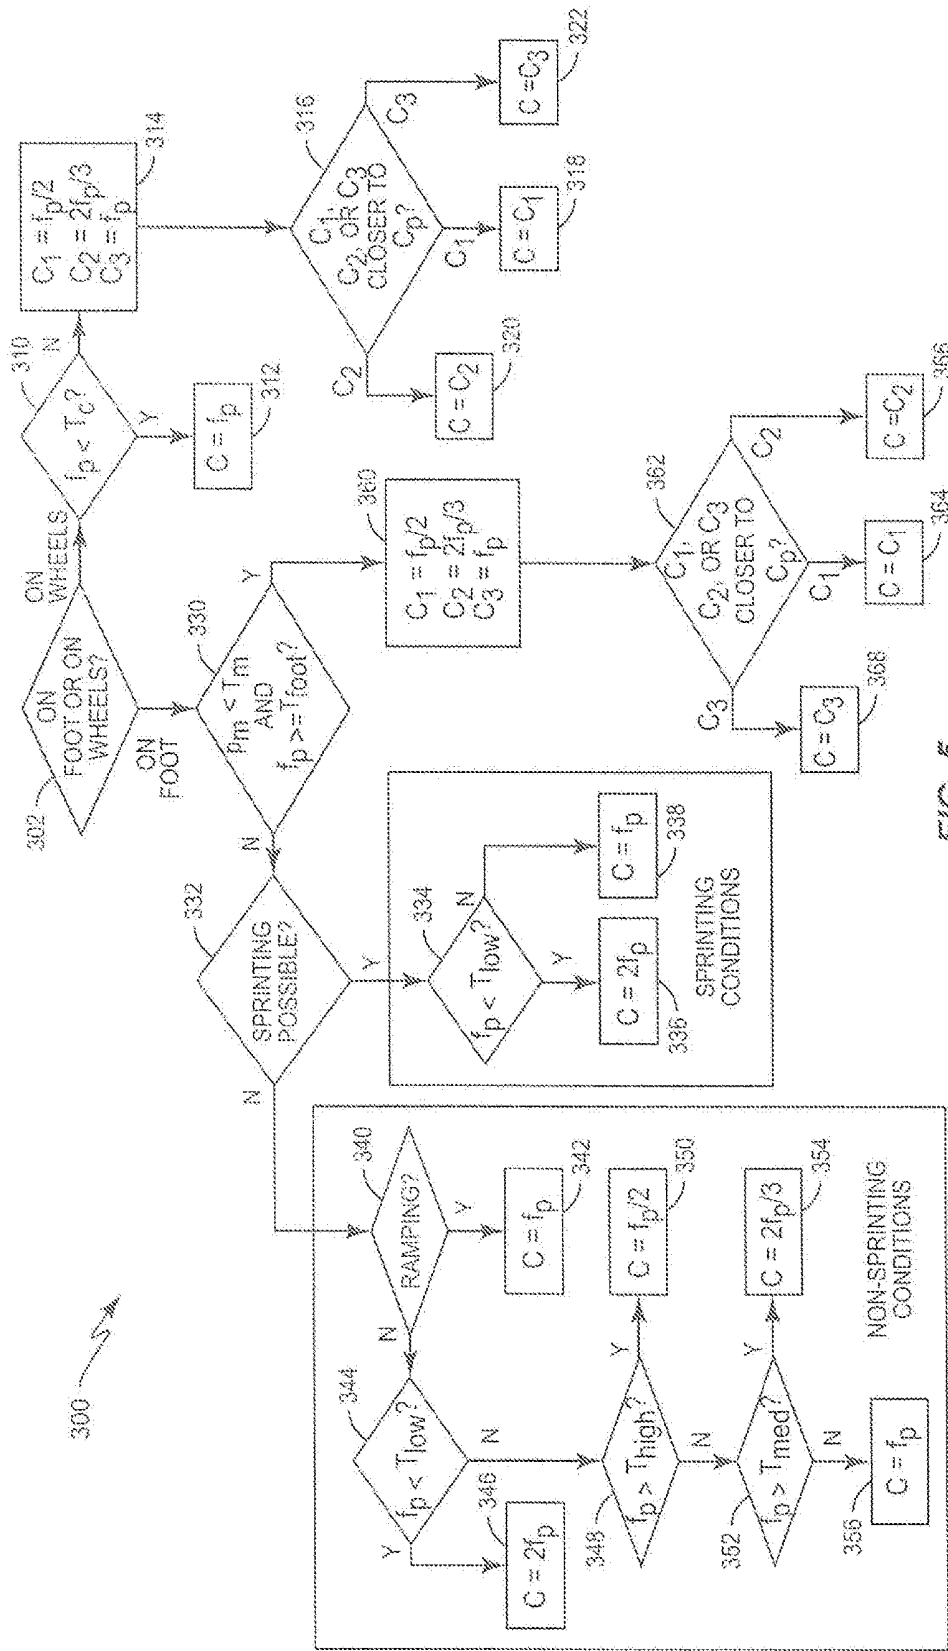 300
302
ON
FOOT OR ON
WHEELS?
ON
WHEELS
ON
FOOT
310
f_p < T_c?
N
Y
C = f_p
312
C_1 = f_p/2
C_2 = 2f_p/3
C_3 = f_p
314
316
C_1,
C_2, OR C_3
CLOSER TO
C_p?
C_2
C_1
C_3
C = C_2
320
C = C_1
318
C = C_3
322
330
p_m < T_m
AND
f_p >= T_foot?
N
Y
360
C_1 = f_p/2
C_2 = 2f_p/3
C_3 = f_p
362
C_1,
C_2, OR C_3
CLOSER TO
C_p?
C_3
C_1
C_2
C = C_3
368
C = C_1
364
C = C_2
366
332
SPRINTING
POSSIBLE?
N
Y
334
f_p < T_low?
Y
N
C = 2f_p
336
C = f_p
338
SPRINTING
CONDITIONS
340
RAMPING?
N
Y
C = f_p
342
344
f_p < T_low?
Y
N
346
C = 2f_p
348
f_p > T_high?
Y
N
C = f_p/2
350
352
f_p > T_med?
Y
N
C = 2f_p/3
354
356
C = f_p
NON-SPRINTING
CONDITIONS
FIG. 5